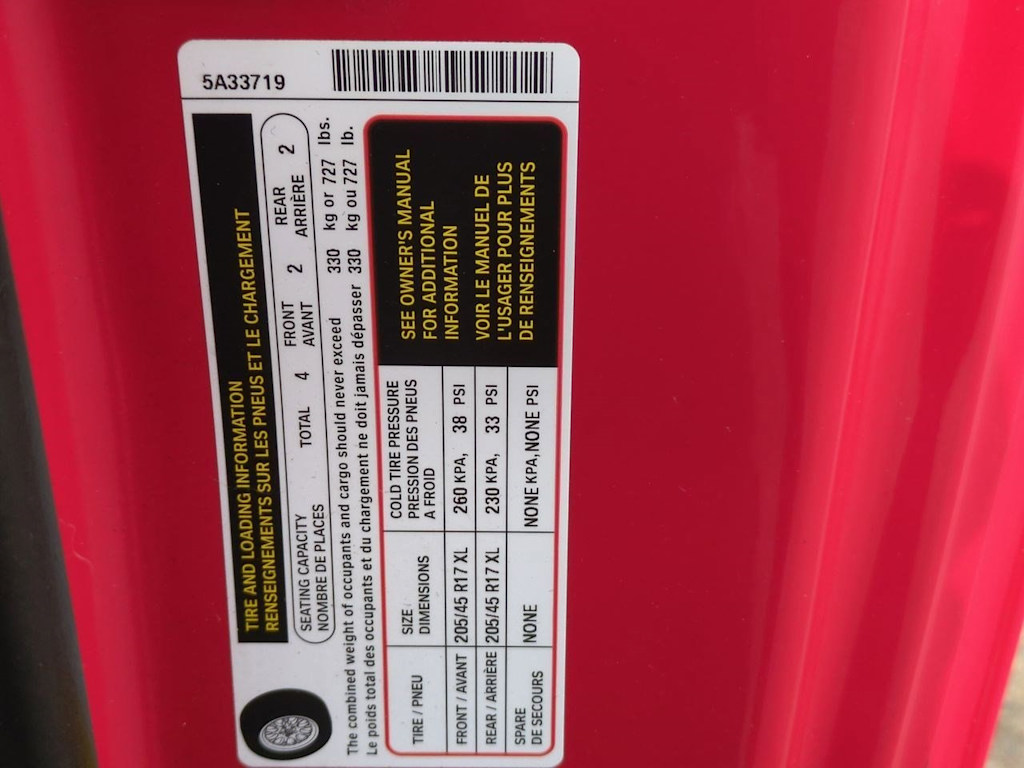 5A33719
TIRE AND LOADING INFORMATION
RENSEIGNEMENTS SUR LES PNEUS ET LE CHARGEMENT
SEATING CAPACITY TOTAL 4 FRONT 2 REAR 2
NOMBRE DE PLACES AVANT ARRIÈRE
The combined weight of occupants and cargo should never exceed 330 kg or 727 lbs.
Le poids total des occupants et du chargement ne doit jamais dépasser 330 kg ou 727 lb.
TIRE / PNEU
SIZE
DIMENSIONS
COLD TIRE PRESSURE
PRESSION DES PNEUS
A FROID
FRONT / AVANT 205/45 R17 XL 260 KPA, 38 PSI
REAR / ARRIÈRE 205/45 R17 XL 230 KPA, 33 PSI
SPARE
DE SECOURS
NONE NONE KPA,NONE PSI
SEE OWNER'S MANUAL
FOR ADDITIONAL
INFORMATION
VOIR LE MANUEL DE
L'USAGER POUR PLUS
DE RENSEIGNEMENTS